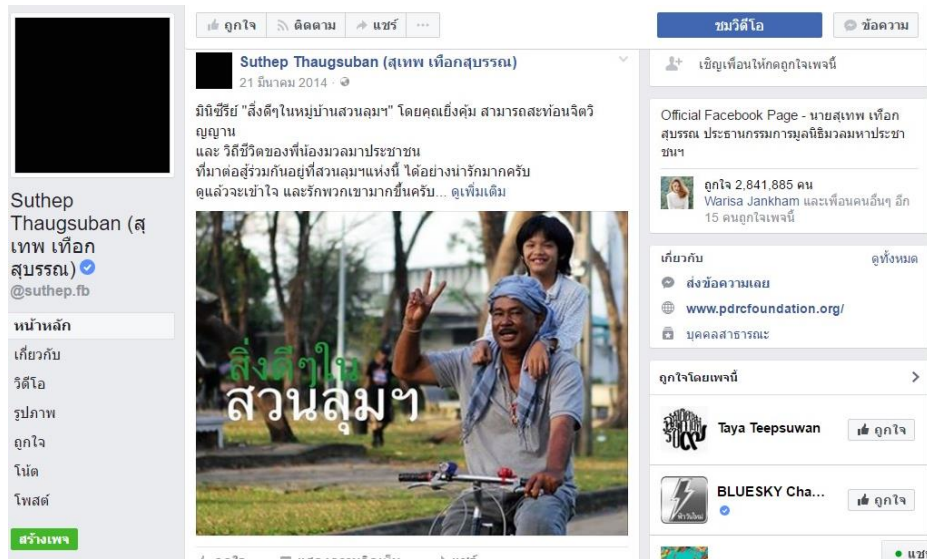 ถูกใจ ติดตาม แชร์ ···
ชมวิดีโอ ข้อความ
Suthep
Thaugsuban (สุ
เทพ เทือก
สุบรรณ)
@suthep.fb
หน้าหลัก
เกี่ยวกับ
วิดีโอ
รูปภาพ
ถูกใจ
โน้ต
โพสต์
สร้างเพจ
Suthep Thaugsuban (สุเทพ เทือกสุบรรณ)
21 มีนาคม 2014 ·
มินิซีรีย์ "สิ่งดีๆในหมู่บ้านสวนลุมฯ" โดยคุณยิ่งคุ้ม สามารถสะท้อนจิตวิ
ญญาน
และ วิถีชีวิตของพี่น้องมวลมาประชาชน
ที่มาต่อสู้ร่วมกันอยู่ที่สวนลุมฯแห่งนี้ ได้อย่างน่ารักมากครับ
ดูแล้วจะเข้าใจ และรักพวกเขามากขึ้นครับ... ดูเพิ่มเติม
สิ่งดีๆใน
สวนลุมฯ
เชิญเพื่อนให้กดถูกใจเพจนี้
Official Facebook Page - นายสุเทพ เทือก
สุบรรณ ประธานกรรมการมูลนิธิมวลมหาประชา
ชนฯ
ถูกใจ 2,841,885 คน
Warisa Jankham และเพื่อนคนอื่นๆ อีก
15 คนถูกใจเพจนี้
เกี่ยวกับ ดูทั้งหมด
ส่งข้อความเลย
www.pdrcfoundation.org/
บุคคลสาธารณะ
ถูกใจโดยเพจนี้
Taya Teepsuwan ถูกใจ
BLUESKY Cha... ถูกใจ
ฟ้าวันใหม่